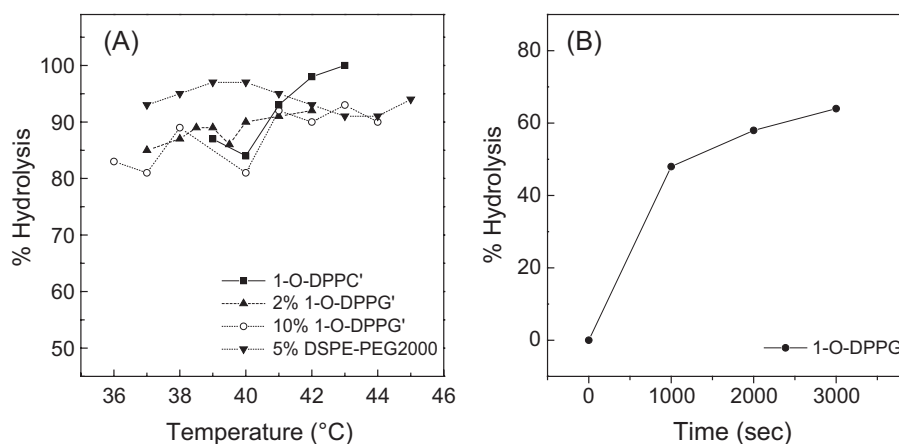 (A)
% Hydrolysis
100
90
80
70
60
50
1-O-DPPC'
2% 1-O-DPPG'
10% 1-O-DPPG'
5% DSPE-PEG2000
36 38 40 42 44 46
Temperature (°C)
(B)
% Hydrolysis
80
60
40
20
0
1-O-DPPG
0 1000 2000 3000
Time (sec)